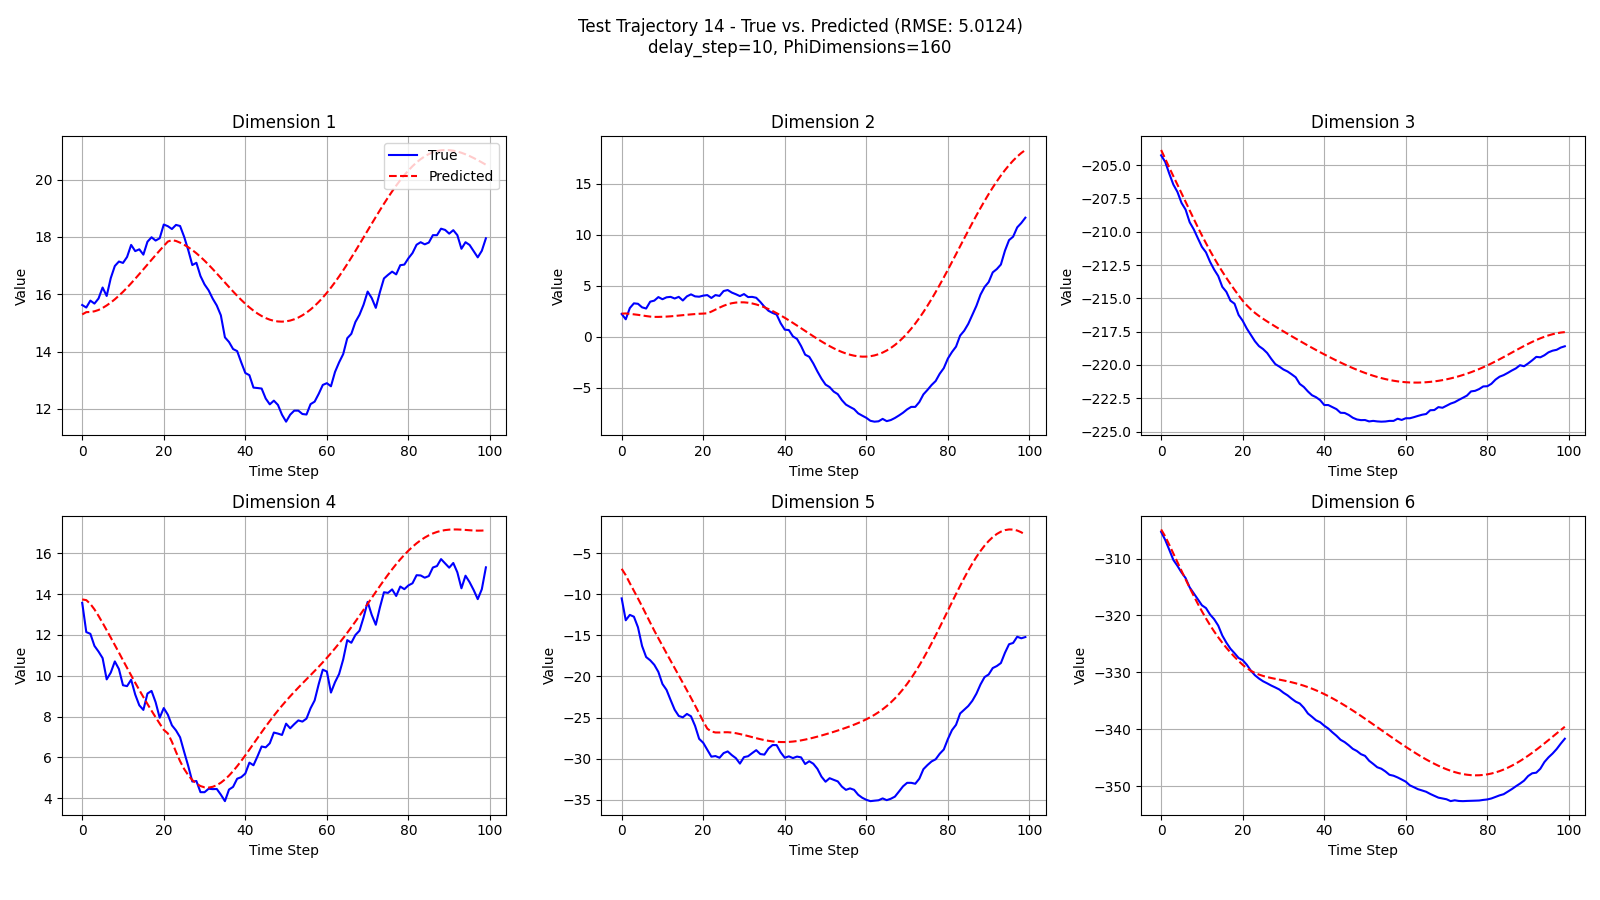 Test Trajectory 14 - True vs. Predicted (RMSE: 5.0124)
delay_step=10, PhiDimensions=160
Dimension 1
Value
20
18
16
14
12
True
Predicted
0 20 40 60 80 100
Time Step
Dimension 2
Value
15
10
5
0
−5
0 20 40 60 80 100
Time Step
Dimension 3
Value
−205.0
−207.5
−210.0
−212.5
−215.0
−217.5
−220.0
−222.5
−225.0
0 20 40 60 80 100
Time Step
Dimension 4
Value
16
14
12
10
8
6
4
0 20 40 60 80 100
Time Step
Dimension 5
Value
−5
−10
−15
−20
−25
−30
−35
0 20 40 60 80 100
Time Step
Dimension 6
Value
−310
−320
−330
−340
−350
0 20 40 60 80 100
Time Step